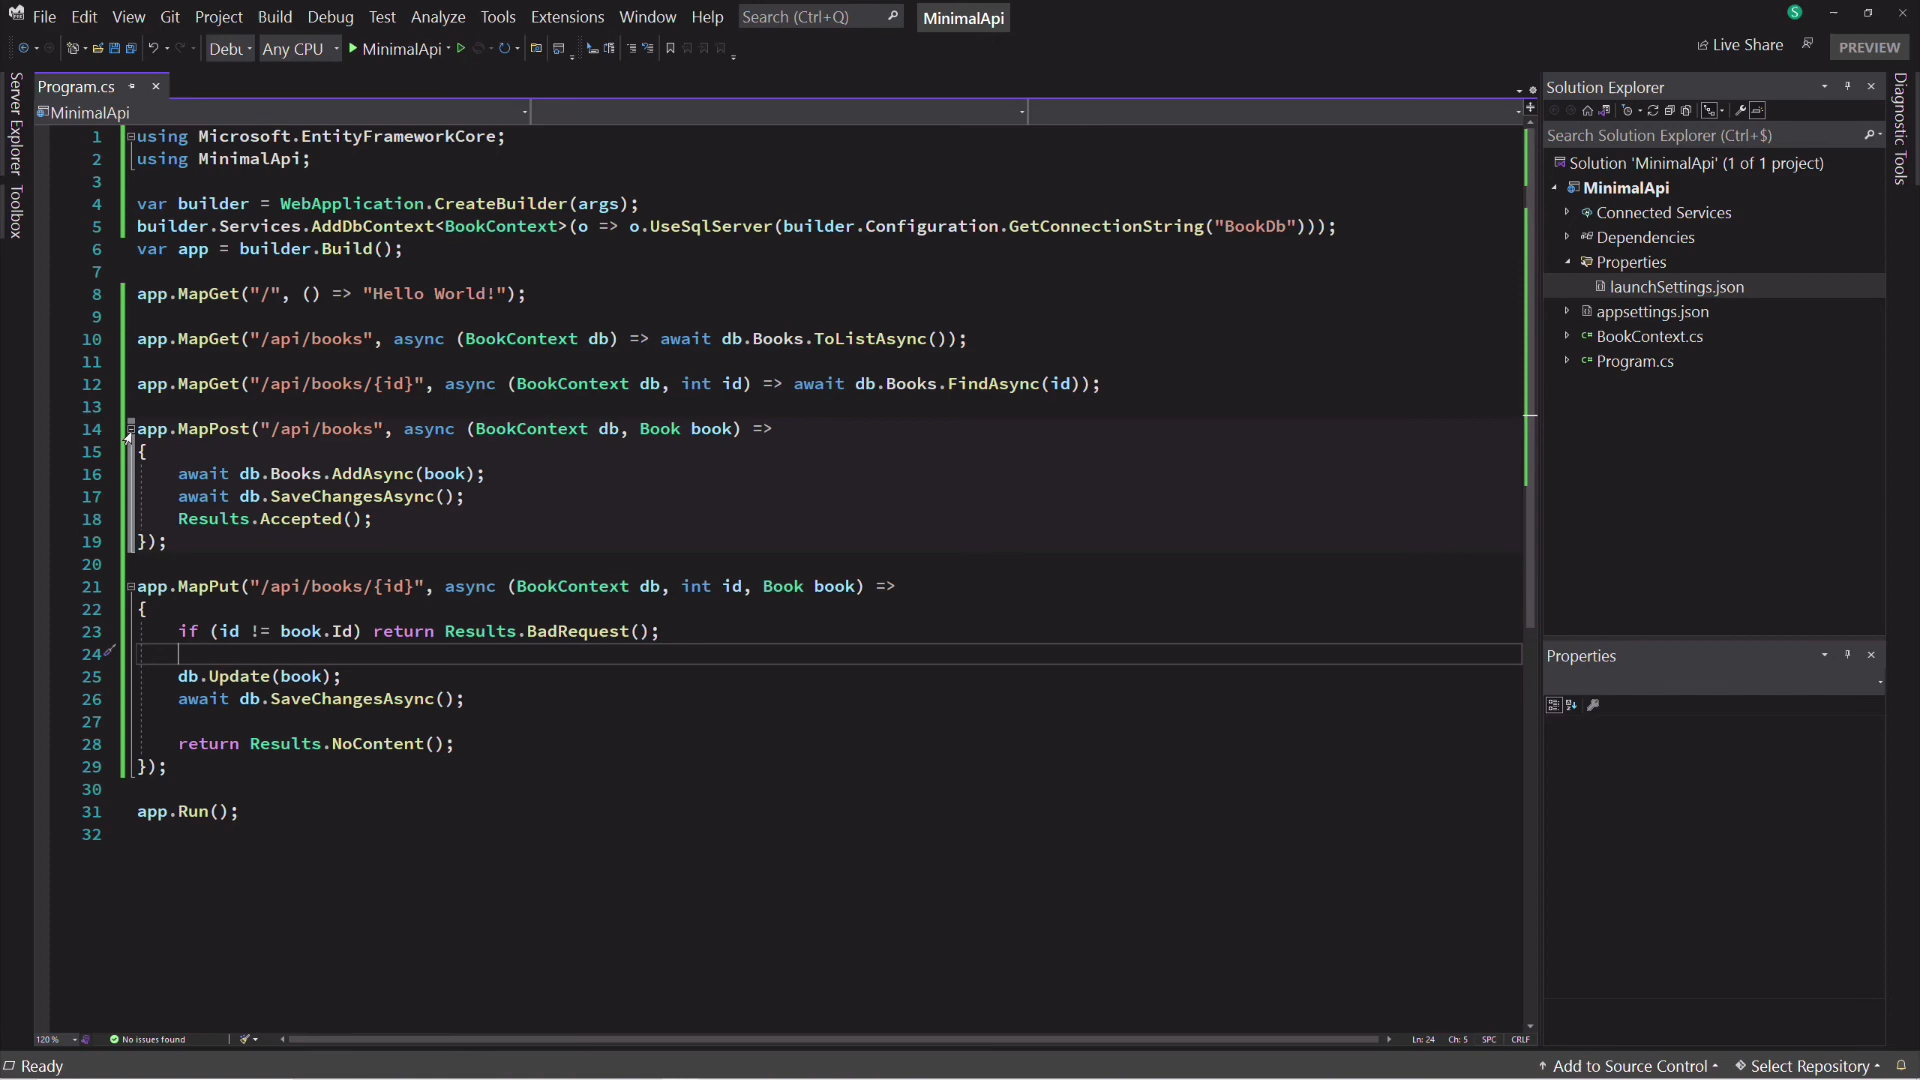 File Edit View Git Project Build Debug Test Analyze Tools Extensions Window Help Search (Ctrl+Q) MinimalApi
S
Debu Any CPU MinimalApi Live Share PREVIEW
Server Explorer
Toolbox
Program.cs
MinimalApi
1 using Microsoft.EntityFrameworkCore;
2 using MinimalApi;
3
4 var builder = WebApplication.CreateBuilder(args);
5 builder.Services.AddDbContext<BookContext>(o => o.UseSqlServer(builder.Configuration.GetConnectionString("BookDb")));
6 var app = builder.Build();
7
8 app.MapGet("/", () => "Hello World!");
9
10 app.MapGet("/api/books", async (BookContext db) => await db.Books.ToListAsync());
11
12 app.MapGet("/api/books/{id}", async (BookContext db, int id) => await db.Books.FindAsync(id));
13
14 app.MapPost("/api/books", async (BookContext db, Book book) =>
15 {
16 await db.Books.AddAsync(book);
17 await db.SaveChangesAsync();
18 Results.Accepted();
19 });
20
21 app.MapPut("/api/books/{id}", async (BookContext db, int id, Book book) =>
22 {
23 if (id != book.Id) return Results.BadRequest();
24
25 db.Update(book);
26 await db.SaveChangesAsync();
27
28 return Results.NoContent();
29 });
30
31 app.Run();
32
120 % No issues found Ln: 24 Ch: 5 SPC CRLF
Solution Explorer
Search Solution Explorer (Ctrl+$)
Solution 'MinimalApi' (1 of 1 project)
MinimalApi
Connected Services
Dependencies
Properties
launchSettings.json
appsettings.json
BookContext.cs
Program.cs
Properties
Diagnostic Tools
Ready Add to Source Control Select Repository